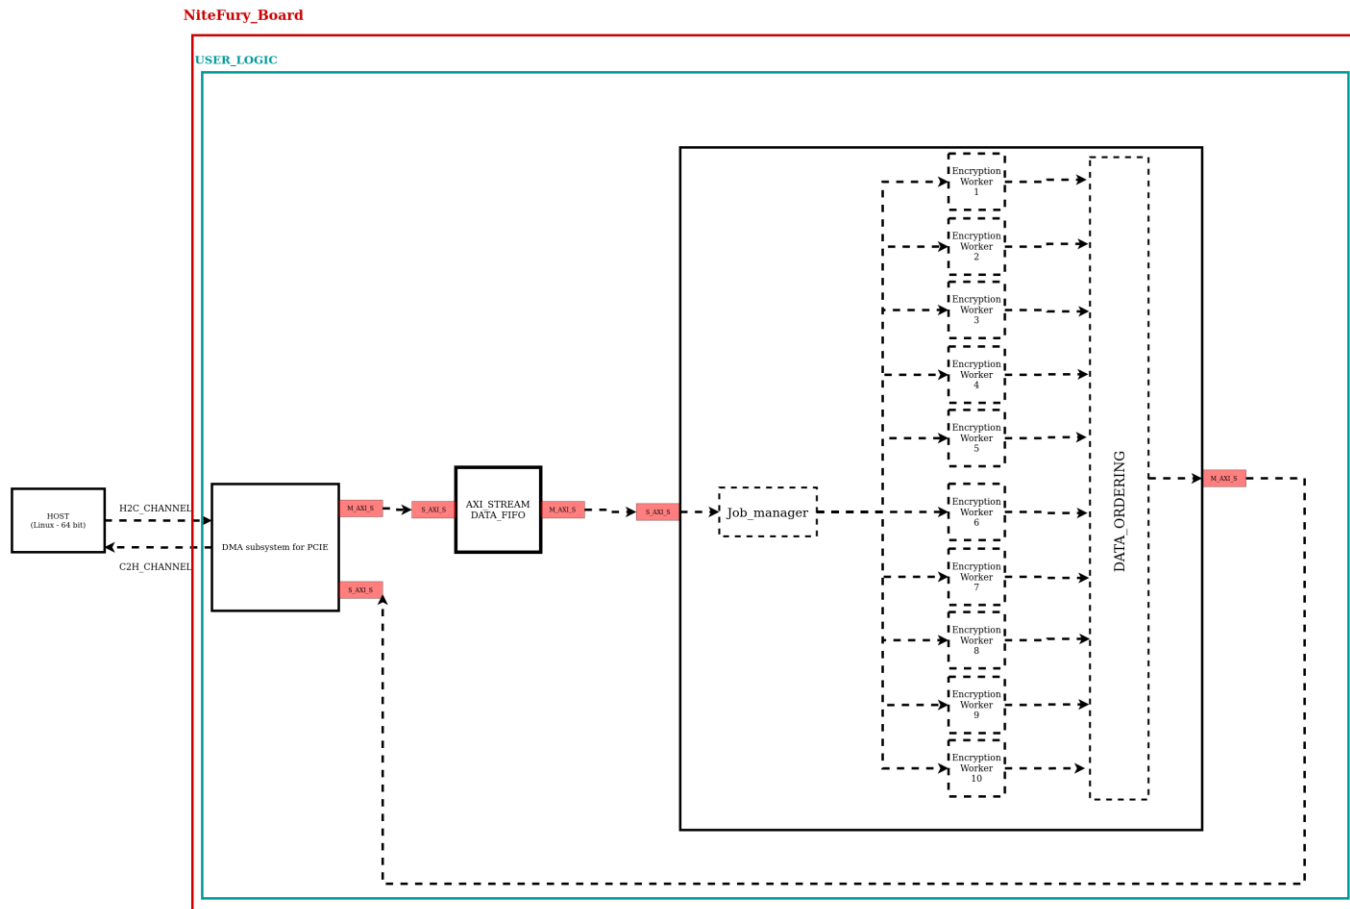 NiteFury_Board
USER_LOGIC
HOST
(Linux - 64 bit)
H2C_CHANNEL
C2H_CHANNEL
DMA subsystem for PCIE
M_AXI_S
S_AXI_S
S_AXI_S
AXI_STREAM
DATA_FIFO
M_AXI_S
S_AXI_S
Job_manager
Encryption
Worker
1
Encryption
Worker
2
Encryption
Worker
3
Encryption
Worker
4
Encryption
Worker
5
Encryption
Worker
6
Encryption
Worker
7
Encryption
Worker
8
Encryption
Worker
9
Encryption
Worker
10
DATA_ORDERING
M_AXI_S